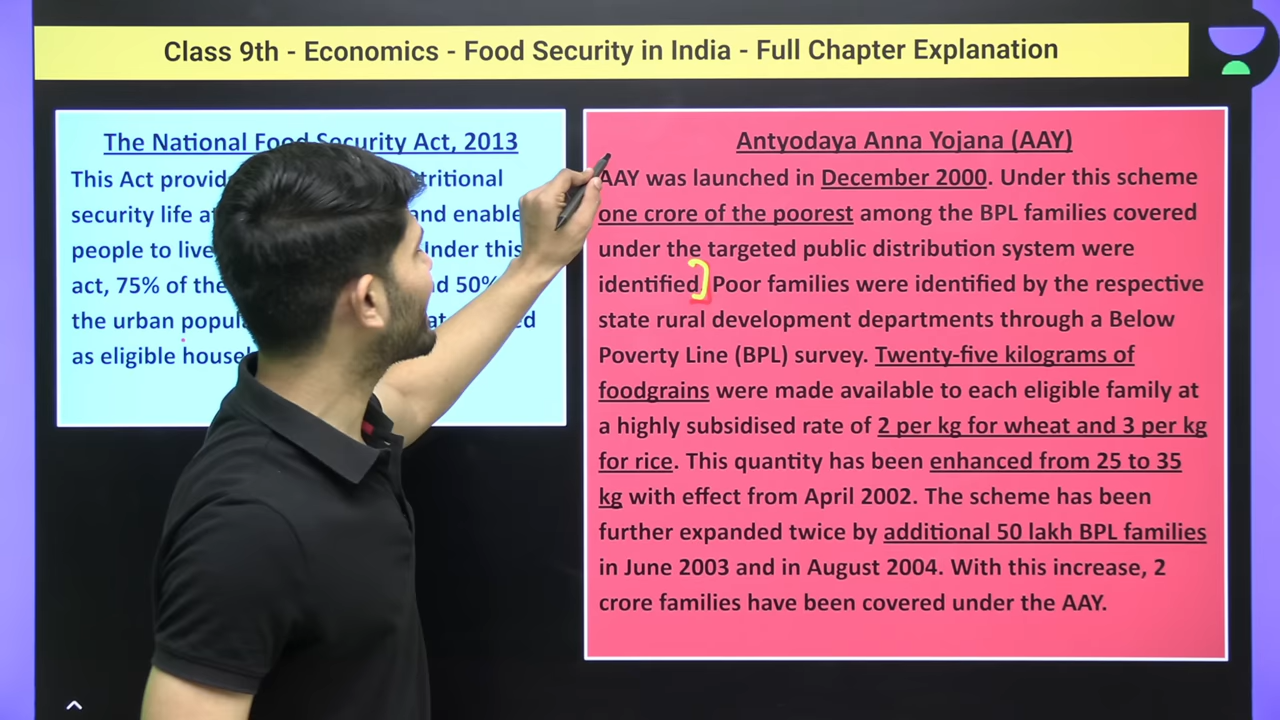 Class 9th - Economics - Food Security in India - Full Chapter Explanation
The National Food Security Act, 2013
This Act
security life
and enable
people to live
Under this
act, 75% of the
50%
the urban
as eligible
Antyodaya Anna Yojana (AAY)
AAY was launched in December 2000. Under this scheme
one crore of the poorest among the BPL families covered
under the targeted public distribution system were
identified. Poor families were identified by the respective
state rural development departments through a Below
Poverty Line (BPL) survey. Twenty-five kilograms of
foodgrains were made available to each eligible family at
a highly subsidised rate of 2 per kg for wheat and 3 per kg
for rice. This quantity has been enhanced from 25 to 35
kg with effect from April 2002. The scheme has been
further expanded twice by additional 50 lakh BPL families
in June 2003 and in August 2004. With this increase, 2
crore families have been covered under the AAY.